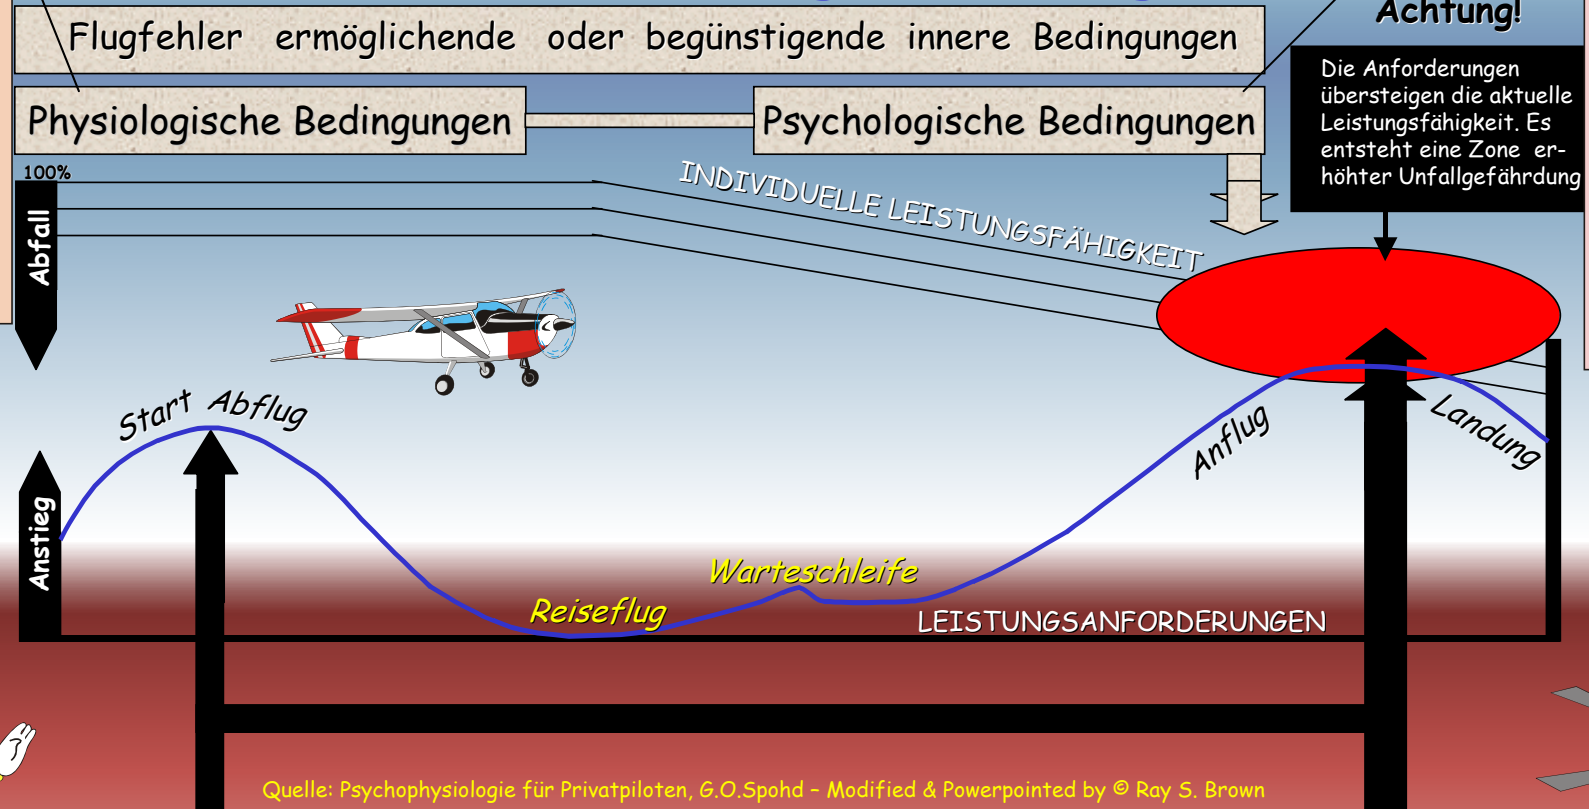 Achtung!
Flugfehler ermöglichende oder begünstigende innere Bedingungen
Physiologische Bedingungen
Psychologische Bedingungen
Die Anforderungen
übersteigen die aktuelle
Leistungsfähigkeit. Es
entsteht eine Zone er-
höhter Unfallgefährdung
100%
Abfall
INDIVIDUELLE LEISTUNGSFÄHIGKEIT
Start Abflug
Anflug
Landung
Anstieg
Warteschleife
Reiseflug
LEISTUNGSANFORDERUNGEN
Quelle: Psychophysiologie für Privatpiloten, G.O.Spohd – Modified & Powerpointed by © Ray S. Brown